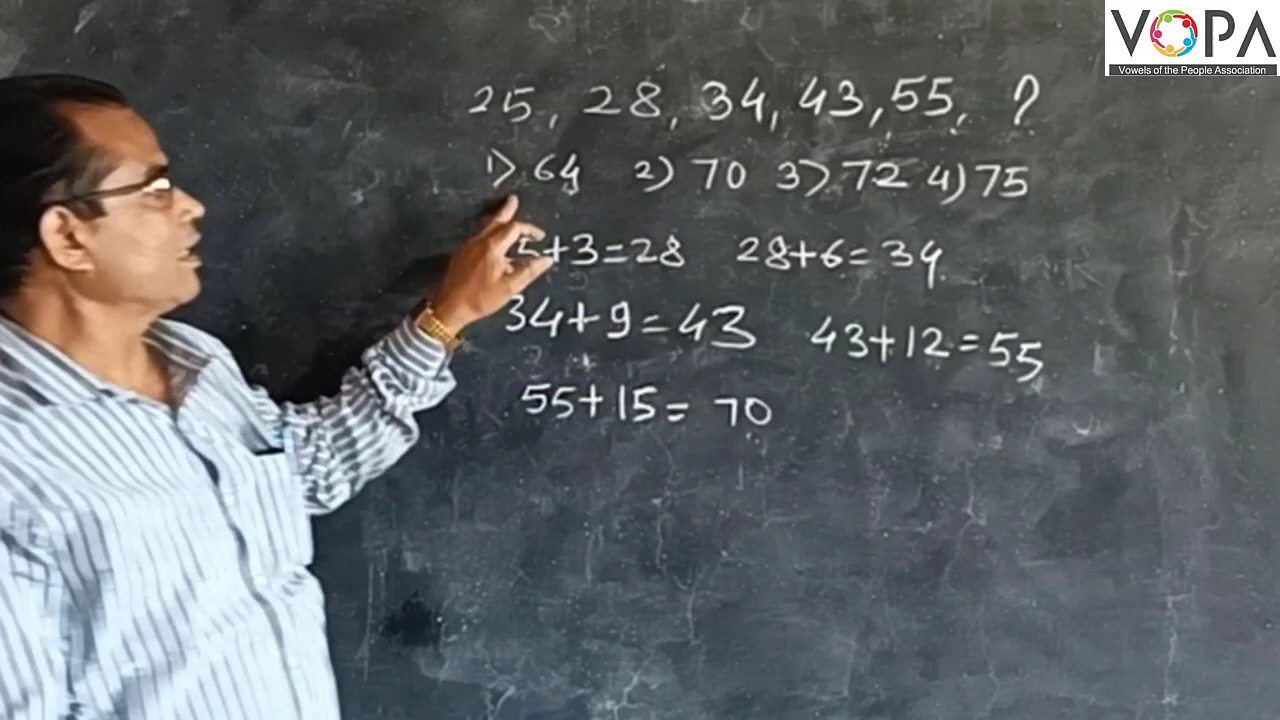 VOPA
Vowels of the People Association
25, 28, 34, 43, 55, ?
1) 64 2) 70 3) 72 4) 75
5+3=28 28+6=34
34+9=43 43+12=55
55+15=70